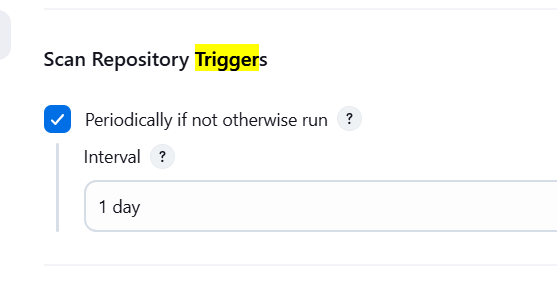 Scan Repository Triggers
Periodically if not otherwise run ?
Interval ?
1 day